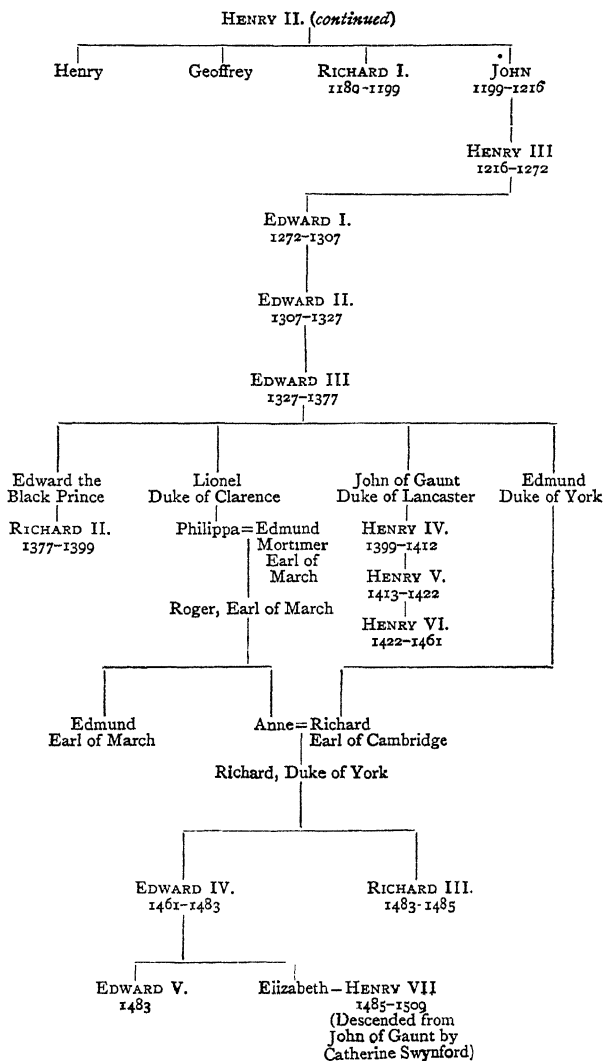 HENRY II. (continued)
Henry
Geoffrey
RICHARD I.
1189-1199
JOHN
1199-1216
HENRY III
1216-1272
EDWARD I.
1272-1307
EDWARD II.
1307-1327
EDWARD III
1327-1377
Edward the
Black Prince
RICHARD II.
1377-1399
Lionel
Duke of Clarence
Philippa=Edmund
Mortimer
Earl of
March
Roger, Earl of March
John of Gaunt
Duke of Lancaster
HENRY IV.
1399-1412
HENRY V.
1413-1422
HENRY VI.
1422-1461
Edmund
Duke of York
Edmund
Earl of March
Anne=Richard
Earl of Cambridge
Richard, Duke of York
EDWARD IV.
1461-1483
RICHARD III.
1483-1485
EDWARD V.
1483
Elizabeth–HENRY VII
1485-1509
(Descended from
John of Gaunt by
Catherine Swynford)